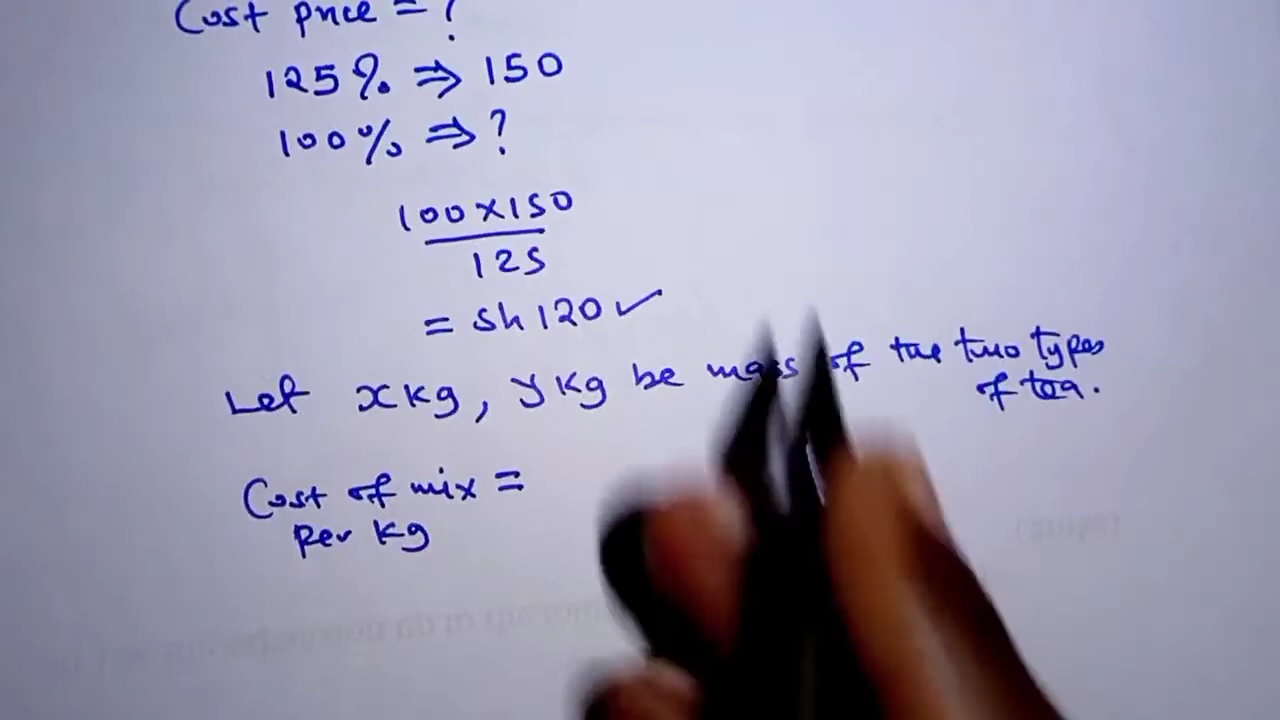 Cost price = ?
125% ⇒ 150
100% ⇒ ?
100 × 150
125
= Sh 120 ✓
Let x kg, y kg be mass of the two types
of tea.
Cost of mix =
per kg